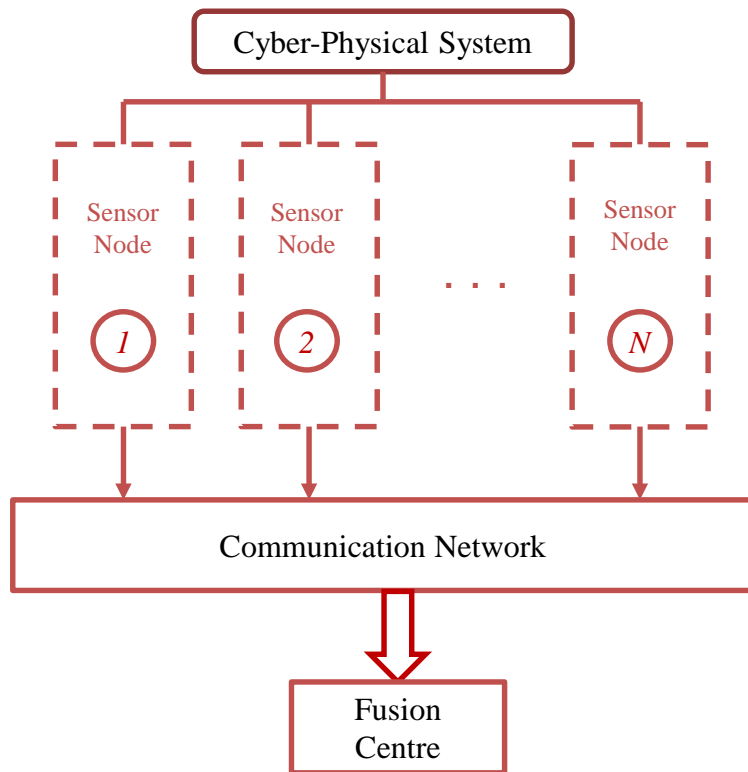 Cyber-Physical System
Sensor
Node
Sensor
Node
Sensor
Node
. . .
1
2
N
Communication Network
Fusion
Centre